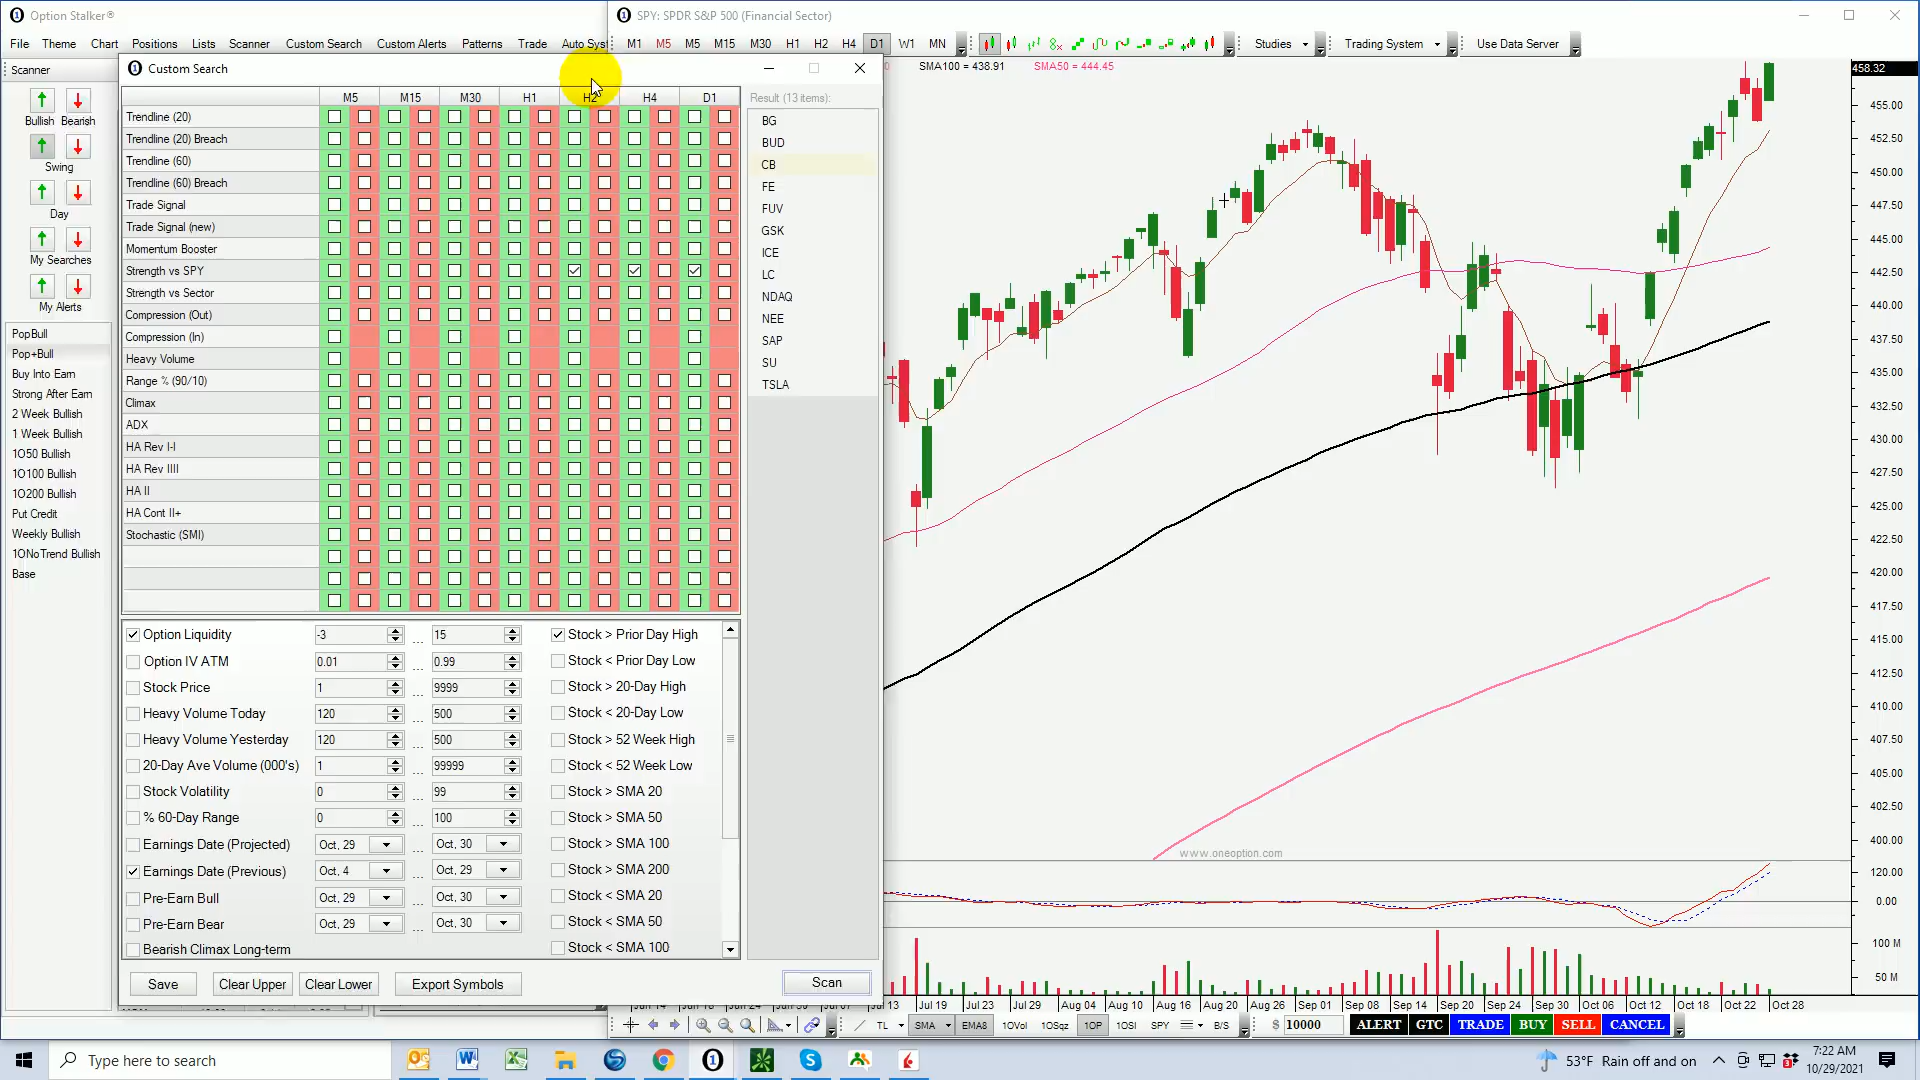 Option Stalker®
SPY: SPDR S&P 500 (Financial Sector)
File Theme Chart Positions Lists Scanner Custom Search Custom Alerts Patterns Trade Auto Sys
M1 M5 M5 M15 M30 H1 H2 H4 D1 W1 MN Studies Trading System Use Data Server
Scanner
Custom Search
0 SMA100 = 438.91 SMA50 = 444.45
458.32
Bullish Bearish
Swing
Day
My Searches
My Alerts
PopBull
Pop+Bull
Buy Into Earn
Strong After Earn
2 Week Bullish
1 Week Bullish
1O50 Bullish
1O100 Bullish
1O200 Bullish
Put Credit
Weekly Bullish
1ONoTrend Bullish
Base
M5 M15 M30 H1 H2 H4 D1
Trendline (20)
Trendline (20) Breach
Trendline (60)
Trendline (60) Breach
Trade Signal
Trade Signal (new)
Momentum Booster
Strength vs SPY
Strength vs Sector
Compression (Out)
Compression (In)
Heavy Volume
Range % (90/10)
Climax
ADX
HA Rev I-I
HA Rev IIII
HA II
HA Cont II+
Stochastic (SMI)
Result (13 items):
BG
BUD
CB
FE
FUV
GSK
ICE
LC
NDAQ
NEE
SAP
SU
TSLA
Option Liquidity -3 ... 15 Stock > Prior Day High
Option IV ATM 0.01 ... 0.99 Stock < Prior Day Low
Stock Price 1 ... 9999 Stock > 20-Day High
Heavy Volume Today 120 ... 500 Stock < 20-Day Low
Heavy Volume Yesterday 120 ... 500 Stock > 52 Week High
20-Day Ave Volume (000's) 1 ... 99999 Stock < 52 Week Low
Stock Volatility 0 ... 99 Stock > SMA 20
% 60-Day Range 0 ... 100 Stock > SMA 50
Earnings Date (Projected) Oct, 29 ... Oct, 30 Stock > SMA 100
Earnings Date (Previous) Oct, 4 ... Oct, 29 Stock > SMA 200
Pre-Earn Bull Oct, 29 ... Oct, 30 Stock < SMA 20
Pre-Earn Bear Oct, 29 ... Oct, 30 Stock < SMA 50
Bearish Climax Long-term Stock < SMA 100
Save Clear Upper Clear Lower Export Symbols Scan
455.00
452.50
450.00
447.50
445.00
442.50
440.00
437.50
435.00
432.50
430.00
427.50
425.00
422.50
420.00
417.50
415.00
412.50
410.00
407.50
405.00
402.50
400.00
www.oneoption.com
120.00
0.00
100 M
50 M
13 Jul 19 Jul 23 Jul 29 Aug 04 Aug 10 Aug 16 Aug 20 Aug 26 Sep 01 Sep 08 Sep 14 Sep 20 Sep 24 Sep 30 Oct 06 Oct 12 Oct 18 Oct 22 Oct 28
TL SMA EMA8 1OVol 1OSqz 1OP 1OSI SPY B/S $ 10000 ALERT GTC TRADE BUY SELL CANCEL
Type here to search
53°F Rain off and on
7:22 AM
10/29/2021